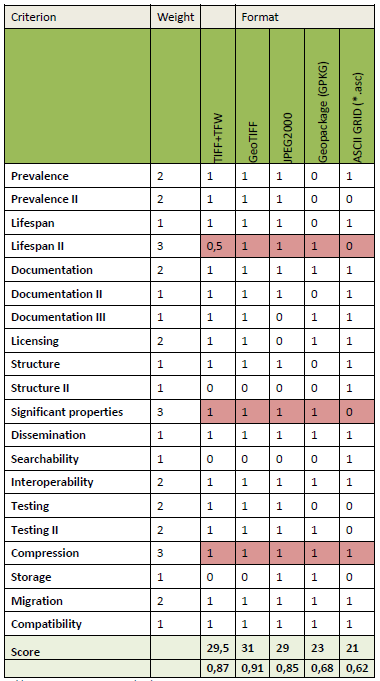 Criterion Weight Format
TIFF+TFW GeoTIFF JPEG2000 Geopackage (GPKG) ASCII GRID (*.asc)
Prevalence 2 1 1 1 0 1
Prevalence II 2 1 1 1 0 0
Lifespan 1 1 1 1 0 1
Lifespan II 3 0,5 1 1 1 0
Documentation 2 1 1 1 1 1
Documentation II 1 1 1 1 0 1
Documentation III 1 1 1 0 1 1
Licensing 2 1 1 0 1 1
Structure 1 1 1 1 0 1
Structure II 1 0 0 0 0 1
Significant properties 3 1 1 1 1 0
Dissemination 1 1 1 1 1 1
Searchability 1 0 0 0 0 1
Interoperability 2 1 1 1 1 1
Testing 2 1 1 1 0 0
Testing II 2 1 1 1 1 0
Compression 3 1 1 1 1 1
Storage 1 0 0 1 1 0
Migration 2 1 1 1 1 1
Compatibility 1 1 1 1 1 1
Score 29,5 31 29 23 21
0,87 0,91 0,85 0,68 0,62